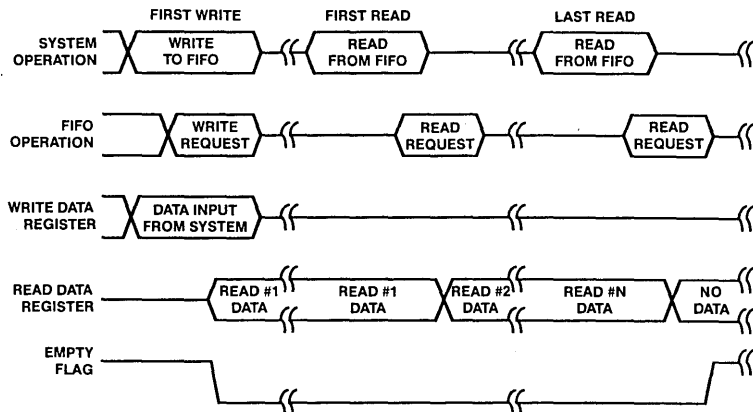 FIRST WRITE FIRST READ LAST READ
SYSTEM
OPERATION
WRITE
TO FIFO
READ
FROM FIFO
READ
FROM FIFO
FIFO
OPERATION
WRITE
REQUEST
READ
REQUEST
READ
REQUEST
WRITE DATA
REGISTER
DATA INPUT
FROM SYSTEM
READ DATA
REGISTER
READ #1
DATA
READ #1
DATA
READ #2
DATA
READ #N
DATA
NO
DATA
EMPTY
FLAG